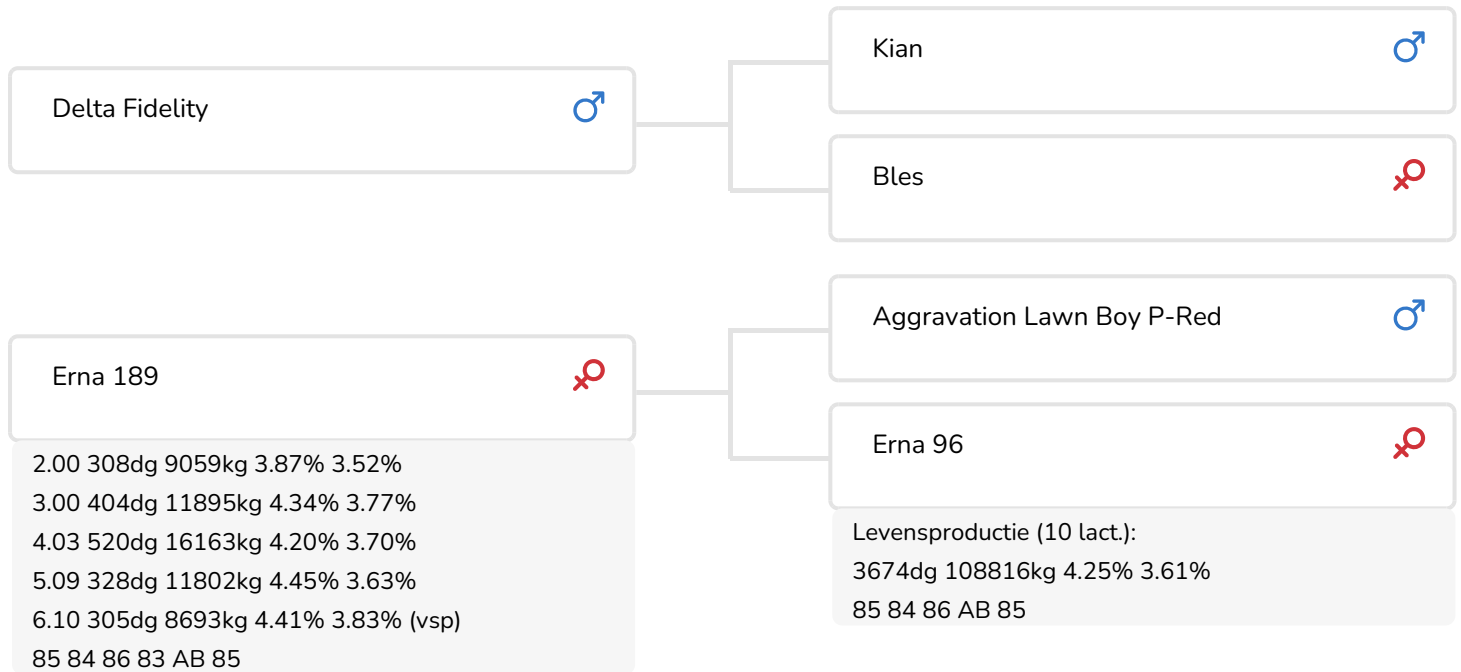 Delta Fidelity
Kian
Bles
Erna 189
2.00 308dg 9059kg 3.87% 3.52%
3.00 404dg 11895kg 4.34% 3.77%
4.03 520dg 16163kg 4.20% 3.70%
5.09 328dg 11802kg 4.45% 3.63%
6.10 305dg 8693kg 4.41% 3.83% (vsp)
85 84 86 83 AB 85
Aggravation Lawn Boy P-Red
Erna 96
Levensproductie (10 lact.):
3674dg 108816kg 4.25% 3.61%
85 84 86 AB 85